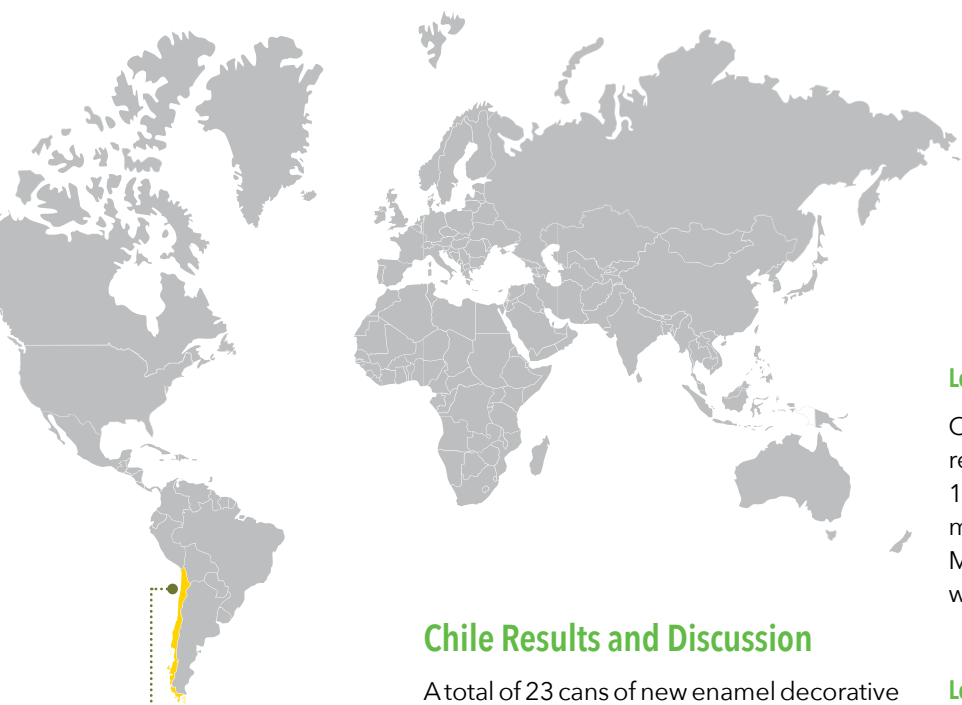 Chile Results and Discussion
A total of 23 cans of new enamel decorative